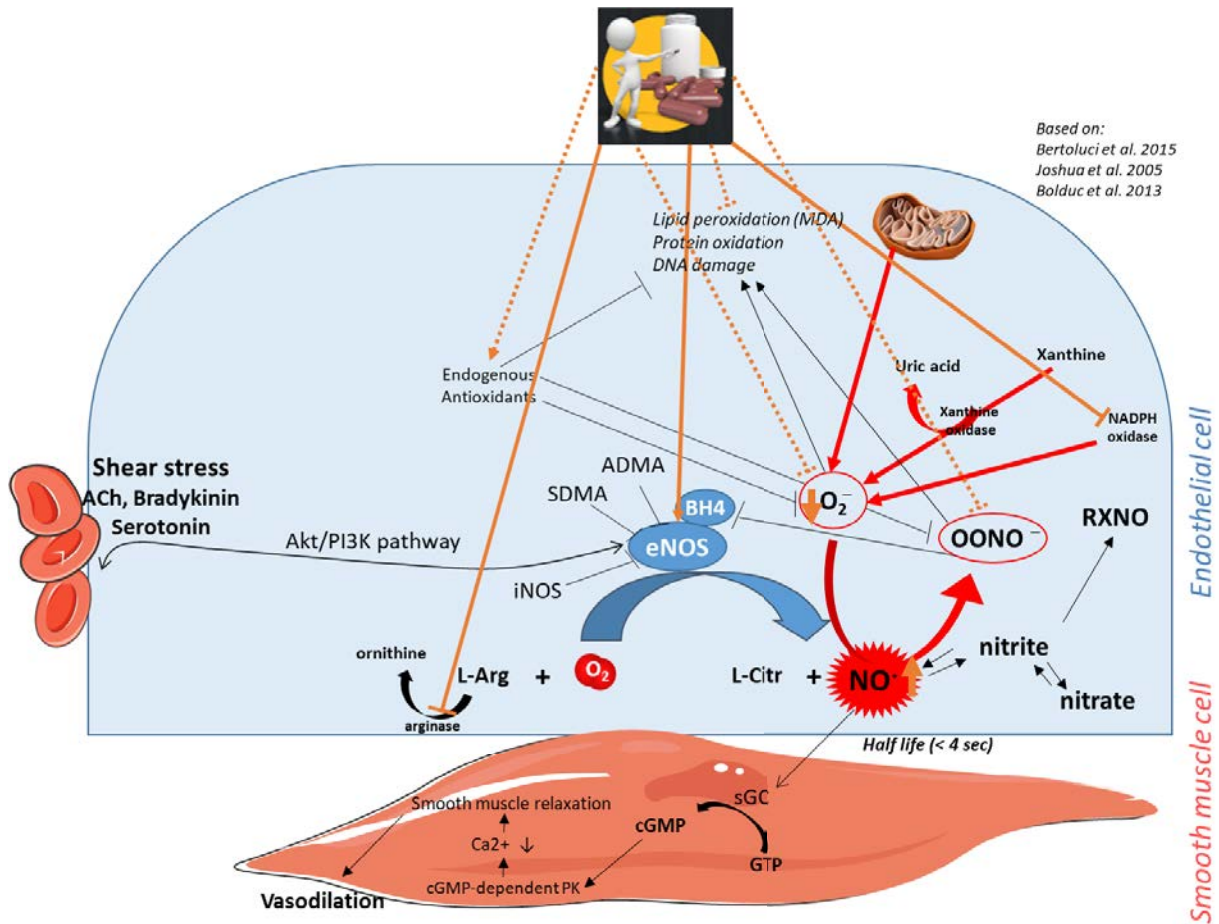 Based on:
Bertoluci et al. 2015
Joshua et al. 2005
Bolduc et al. 2013
Lipid peroxidation (MDA)
Protein oxidation
DNA damage
Endogenous
Antioxidants
Uric acid
Xanthine
Xanthine
oxidase
NADPH
oxidase
Shear stress
ACh, Bradykinin
Serotonin
Akt/PI3K pathway
ADMA
SDMA
iNOS
BH4
eNOS
O₂⁻
OONO⁻
RXNO
nitrite
nitrate
ornithine
arginase
L-Arg + O₂
L-Citr + NO•
Half life (< 4 sec)
Endothelial cell
Smooth muscle cell
sGC
cGMP
GTP
Smooth muscle relaxation
Ca2+ ↓
cGMP-dependent PK
Vasodilation